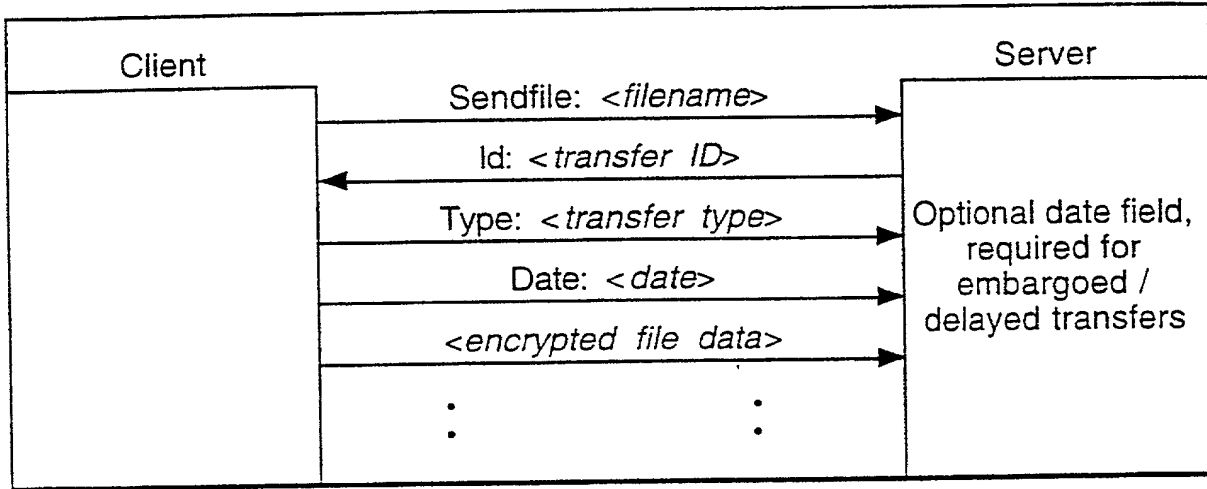 Client
Server
Sendfile: <filename>
Id: <transfer ID>
Type: <transfer type>
Date: <date>
<encrypted file data>
Optional date field,
required for
embargoed /
delayed transfers